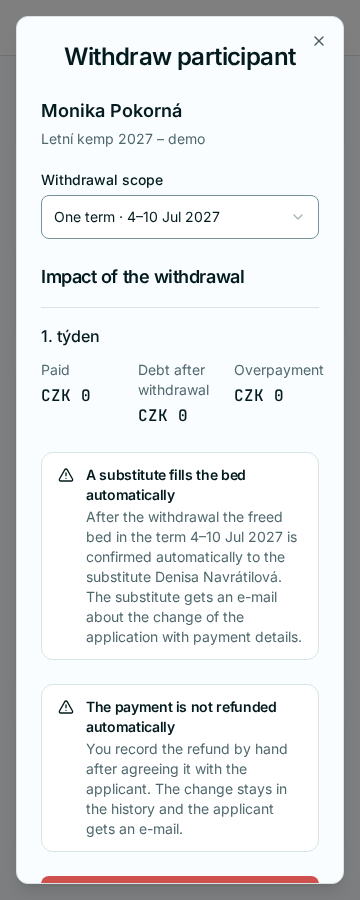 Withdraw participant
Monika Pokorná
Letní kemp 2027 – demo
Withdrawal scope
One term · 4–10 Jul 2027
Impact of the withdrawal
1. týden
Paid
CZK 0
Debt after
withdrawal
CZK 0
Overpayment
CZK 0
A substitute fills the bed
automatically
After the withdrawal the freed
bed in the term 4–10 Jul 2027 is
confirmed automatically to the
substitute Denisa Navrátilová.
The substitute gets an e-mail
about the change of the
application with payment details.
The payment is not refunded
automatically
You record the refund by hand
after agreeing it with the
applicant. The change stays in
the history and the applicant
gets an e-mail.